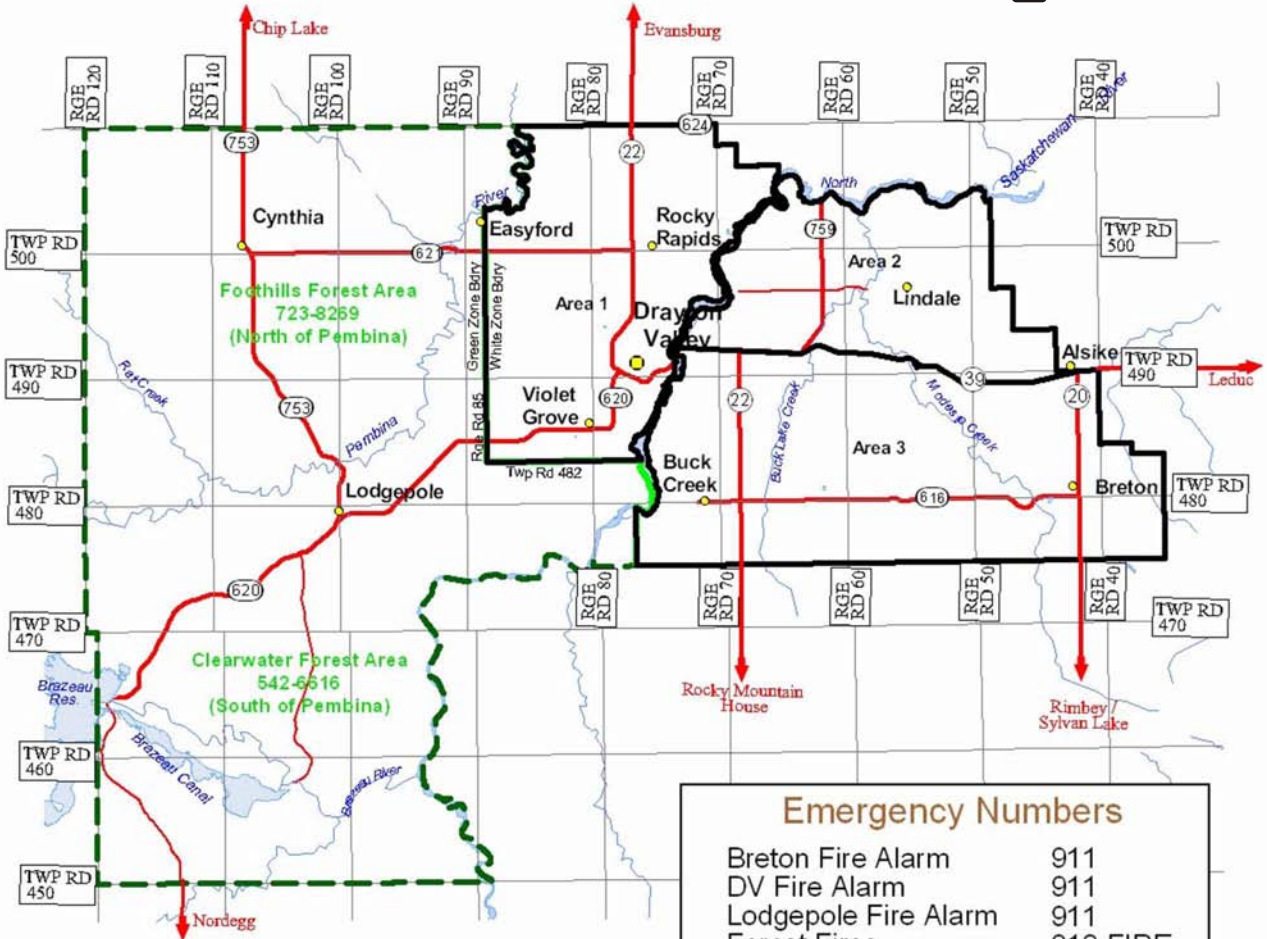 Chip Lake
Evansburg
RGE
RD 120
RGE
RD 110
RGE
RD 100
RGE
RD 90
RGE
RD 80
RGE
RD 70
RGE
RD 60
RGE
RD 50
RGE
RD 40
River
Saskatchewan
624
753
22
North
River
Cynthia
Easyford
Rocky
Rapids
759
TWP RD
500
621
TWP RD
500
Area 2
Lindale
Foothills Forest Area
723-8269
(North of Pembina)
Green Zone Bdry
White Zone Bdry
Area 1
Drayton
Valley
Alsike
TWP RD
490
Leduc
Rat Creek
TWP RD
490
39
22
20
753
Violet
Grove
620
Rge Rd 85
Buck Lake Creek
Area 3
Pembina
Twp Rd 482
Buck
Creek
Breton
TWP RD
480
Lodgepole
TWP RD
480
616
620
RGE
RD 80
RGE
RD 70
RGE
RD 60
RGE
RD 50
RGE
RD 40
TWP RD
470
TWP RD
470
Clearwater Forest Area
542-6616
(South of Pembina)
Brazeau
Res.
Rocky Mountain
House
Rimbey /
Sylvan Lake
TWP RD
460
Brazeau Canal
Brazeau River
TWP RD
450
Nordegg
Emergency Numbers
Breton Fire Alarm 911
DV Fire Alarm 911
Lodgepole Fire Alarm 911
Forest Fires 310 FIRE